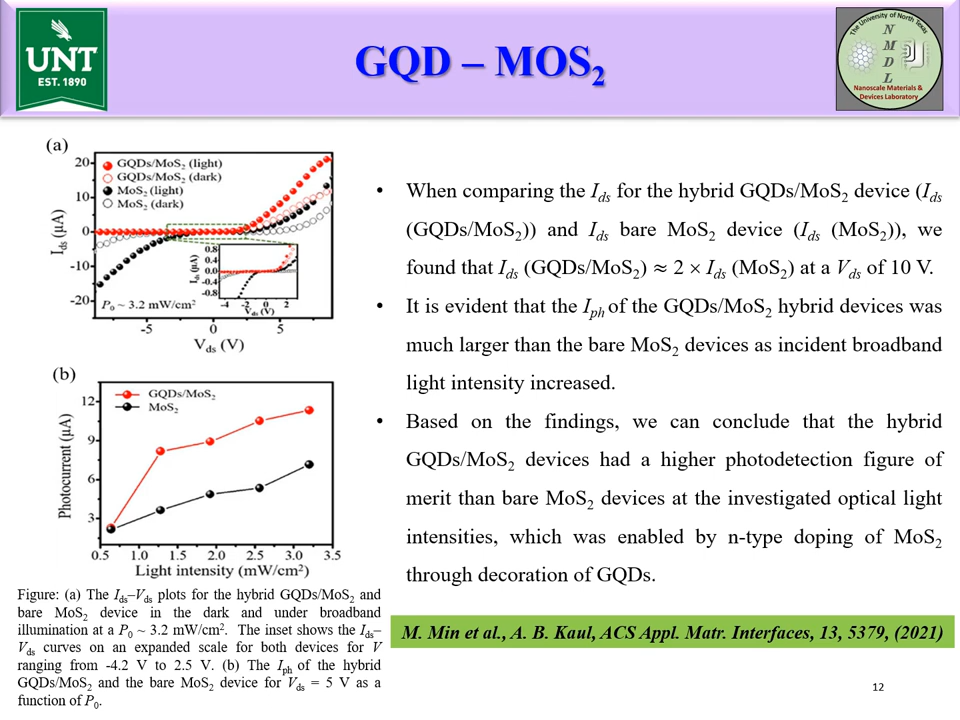 UNT
EST. 1890
GQD – MOS₂
The University of North Texas
N
M
D
L
Nanoscale Materials &
Devices Laboratory
(a)
GQDs/MoS₂ (light)
GQDs/MoS₂ (dark)
MoS₂ (light)
MoS₂ (dark)
20
10
0
-10
-20
I_ds (μA)
0.8
0.4
0.0
-0.4
-0.8
I_ds (μA)
-4 -2 0 2
V_ds (V)
P₀ ~ 3.2 mW/cm²
-5 0 5
V_ds (V)
(b)
GQDs/MoS₂
MoS₂
12
9
6
3
Photocurrent (μA)
0.5 1.0 1.5 2.0 2.5 3.0 3.5
Light intensity (mW/cm²)
Figure: (a) The I_ds–V_ds plots for the hybrid GQDs/MoS₂ and
bare MoS₂ device in the dark and under broadband
illumination at a P₀ ~ 3.2 mW/cm². The inset shows the I_ds–
V_ds curves on an expanded scale for both devices for V
ranging from -4.2 V to 2.5 V. (b) The I_ph of the hybrid
GQDs/MoS₂ and the bare MoS₂ device for V_ds = 5 V as a
function of P₀.
• When comparing the I_ds for the hybrid GQDs/MoS₂ device (I_ds
(GQDs/MoS₂)) and I_ds bare MoS₂ device (I_ds (MoS₂)), we
found that I_ds (GQDs/MoS₂) ≈ 2 × I_ds (MoS₂) at a V_ds of 10 V.
• It is evident that the I_ph of the GQDs/MoS₂ hybrid devices was
much larger than the bare MoS₂ devices as incident broadband
light intensity increased.
• Based on the findings, we can conclude that the hybrid
GQDs/MoS₂ devices had a higher photodetection figure of
merit than bare MoS₂ devices at the investigated optical light
intensities, which was enabled by n-type doping of MoS₂
through decoration of GQDs.
M. Min et al., A. B. Kaul, ACS Appl. Matr. Interfaces, 13, 5379, (2021)
12